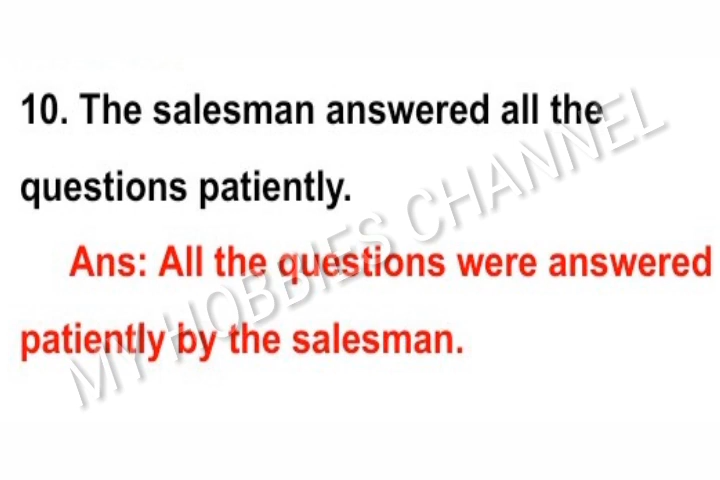 10. The salesman answered all the
questions patiently.
Ans: All the questions were answered
patiently by the salesman.
MY HOBBIES CHANNEL